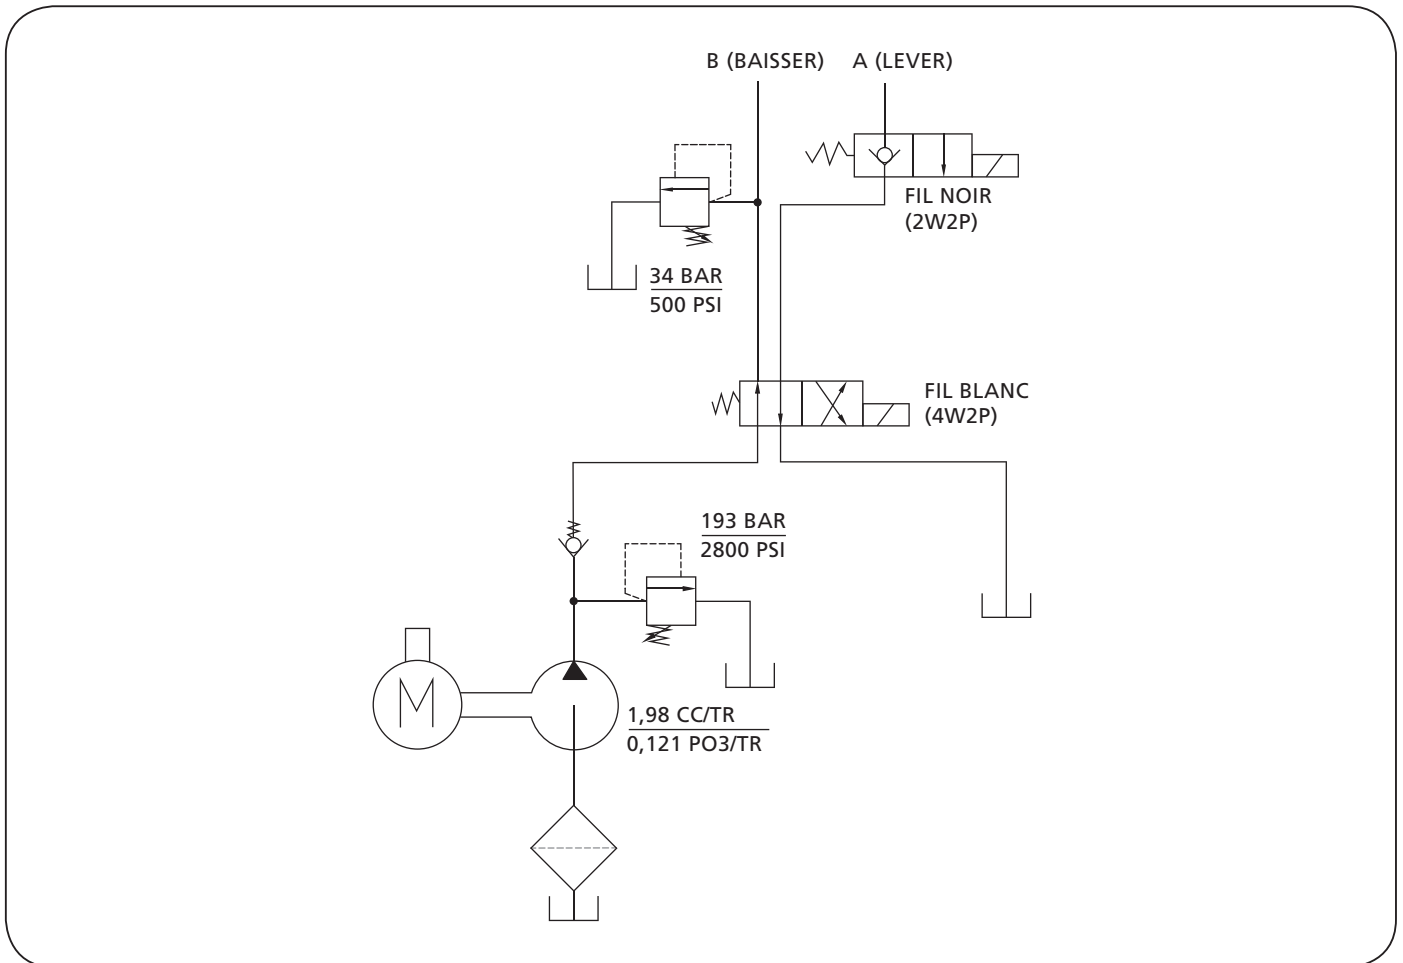 B (BAISSER)
A (LEVER)
FIL NOIR
(2W2P)
34 BAR
500 PSI
FIL BLANC
(4W2P)
193 BAR
2800 PSI
M
1,98 CC/TR
0,121 PO3/TR